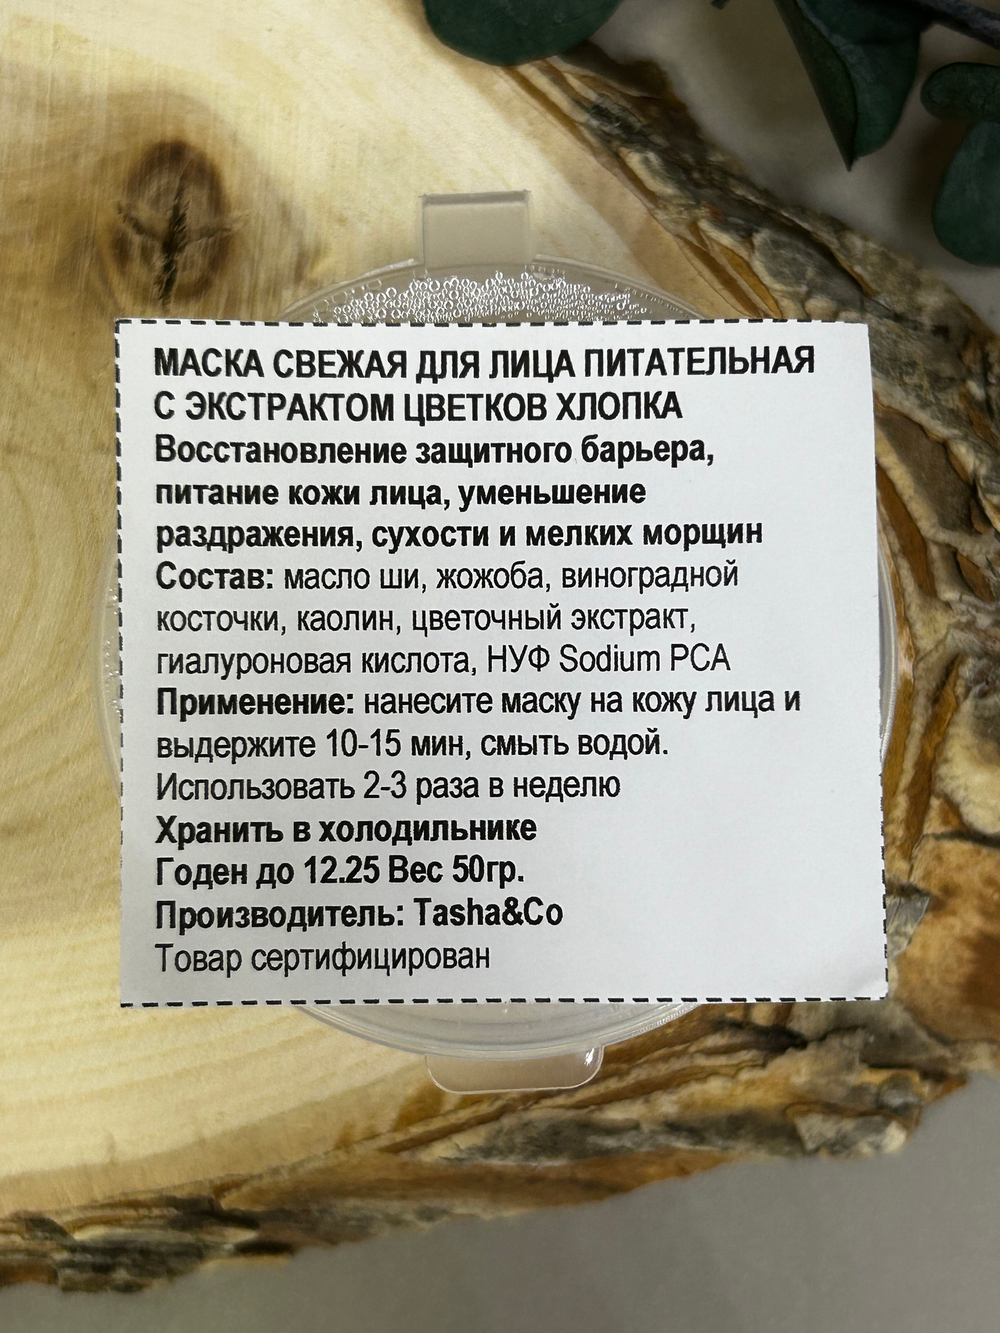 МАСКА СВЕЖАЯ ДЛЯ ЛИЦА ПИТАТЕЛЬНАЯ
С ЭКСТРАКТОМ ЦВЕТКОВ ХЛОПКА
Восстановление защитного барьера,
питание кожи лица, уменьшение
раздражения, сухости и мелких морщин
Состав: масло ши, жожоба, виноградной
косточки, каолин, цветочный экстракт,
гиалуроновая кислота, НУФ Sodium PCA
Применение: нанесите маску на кожу лица и
выдержите 10-15 мин, смыть водой.
Использовать 2-3 раза в неделю
Хранить в холодильнике
Годен до 12.25 Вес 50гр.
Производитель: Tasha&Co
Товар сертифицирован